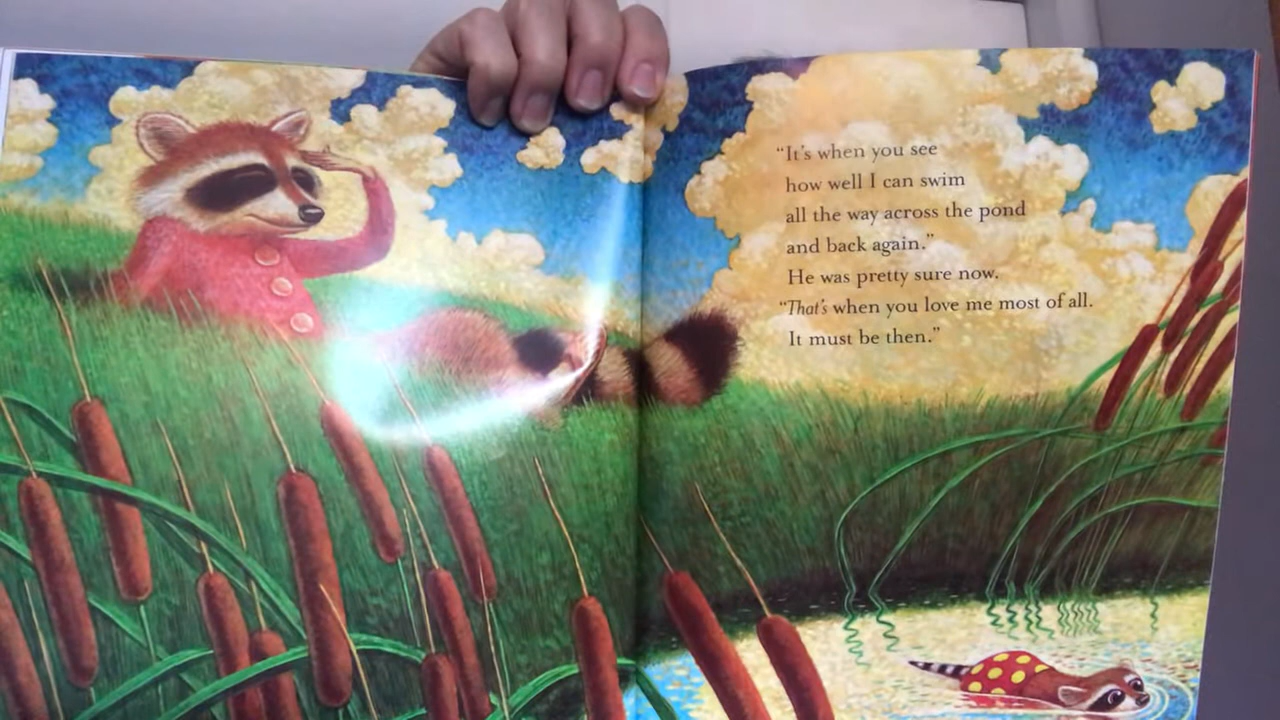 “It’s when you see
how well I can swim
all the way across the pond
and back again.”
He was pretty sure now.
“That’s when you love me most of all.
It must be then.”